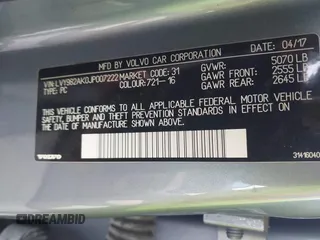 MFD. BY VOLVO CAR CORPORATION 04/17
VIN: LVY982AK0JP007222 MARKET CODE: 31 GVWR: 5070 LB
TYPE: PC COLOUR: 721— 16 GAWR FRONT: 2555 LB
GAWR REAR: 2645 LB
THIS VEHICLE CONFORMS TO ALL APPLICABLE FEDERAL MOTOR VEHICLE
SAFETY, BUMPER AND THEFT PREVENTION STANDARDS IN EFFECT ON THE
DATE OF MANUFACTURE SHOWN ABOVE.
VOLVO 31416040
DREAMBID